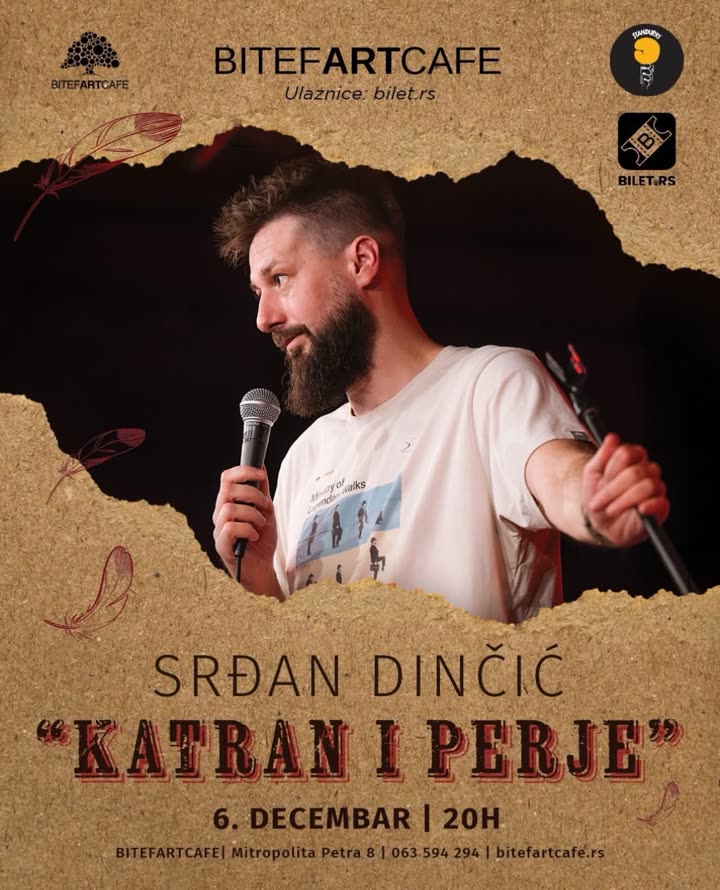 BITEFARTCAFE
BITEFARTCAFE
Ulaznice: bilet.rs
STANDUPRS
B
BILET.RS
Ministry of
Legendary Walks
SRĐAN DINČIĆ
“KATRAN I PERJE”
6. DECEMBAR | 20H
BITEFARTCAFE| Mitropolita Petra 8 | 063 594 294 | bitefartcafe.rs